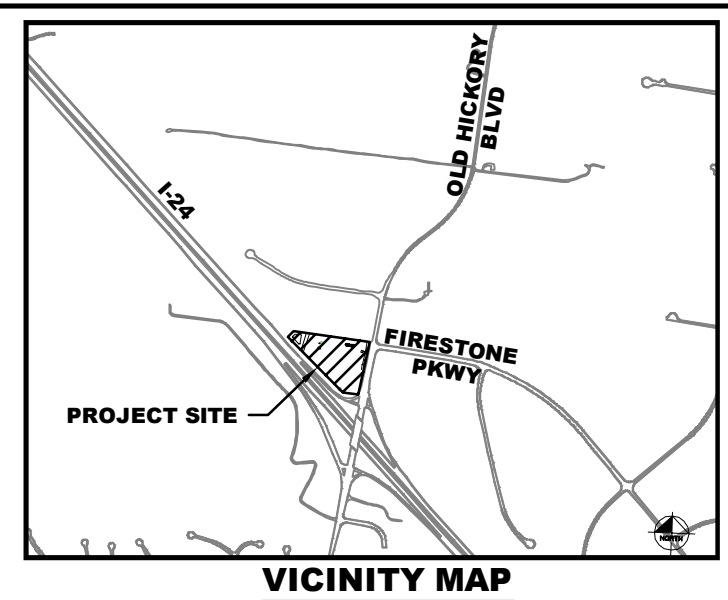 OLD HICKORY
BLVD
I-24
FIRESTONE
PKWY
PROJECT SITE
NORTH
VICINITY MAP